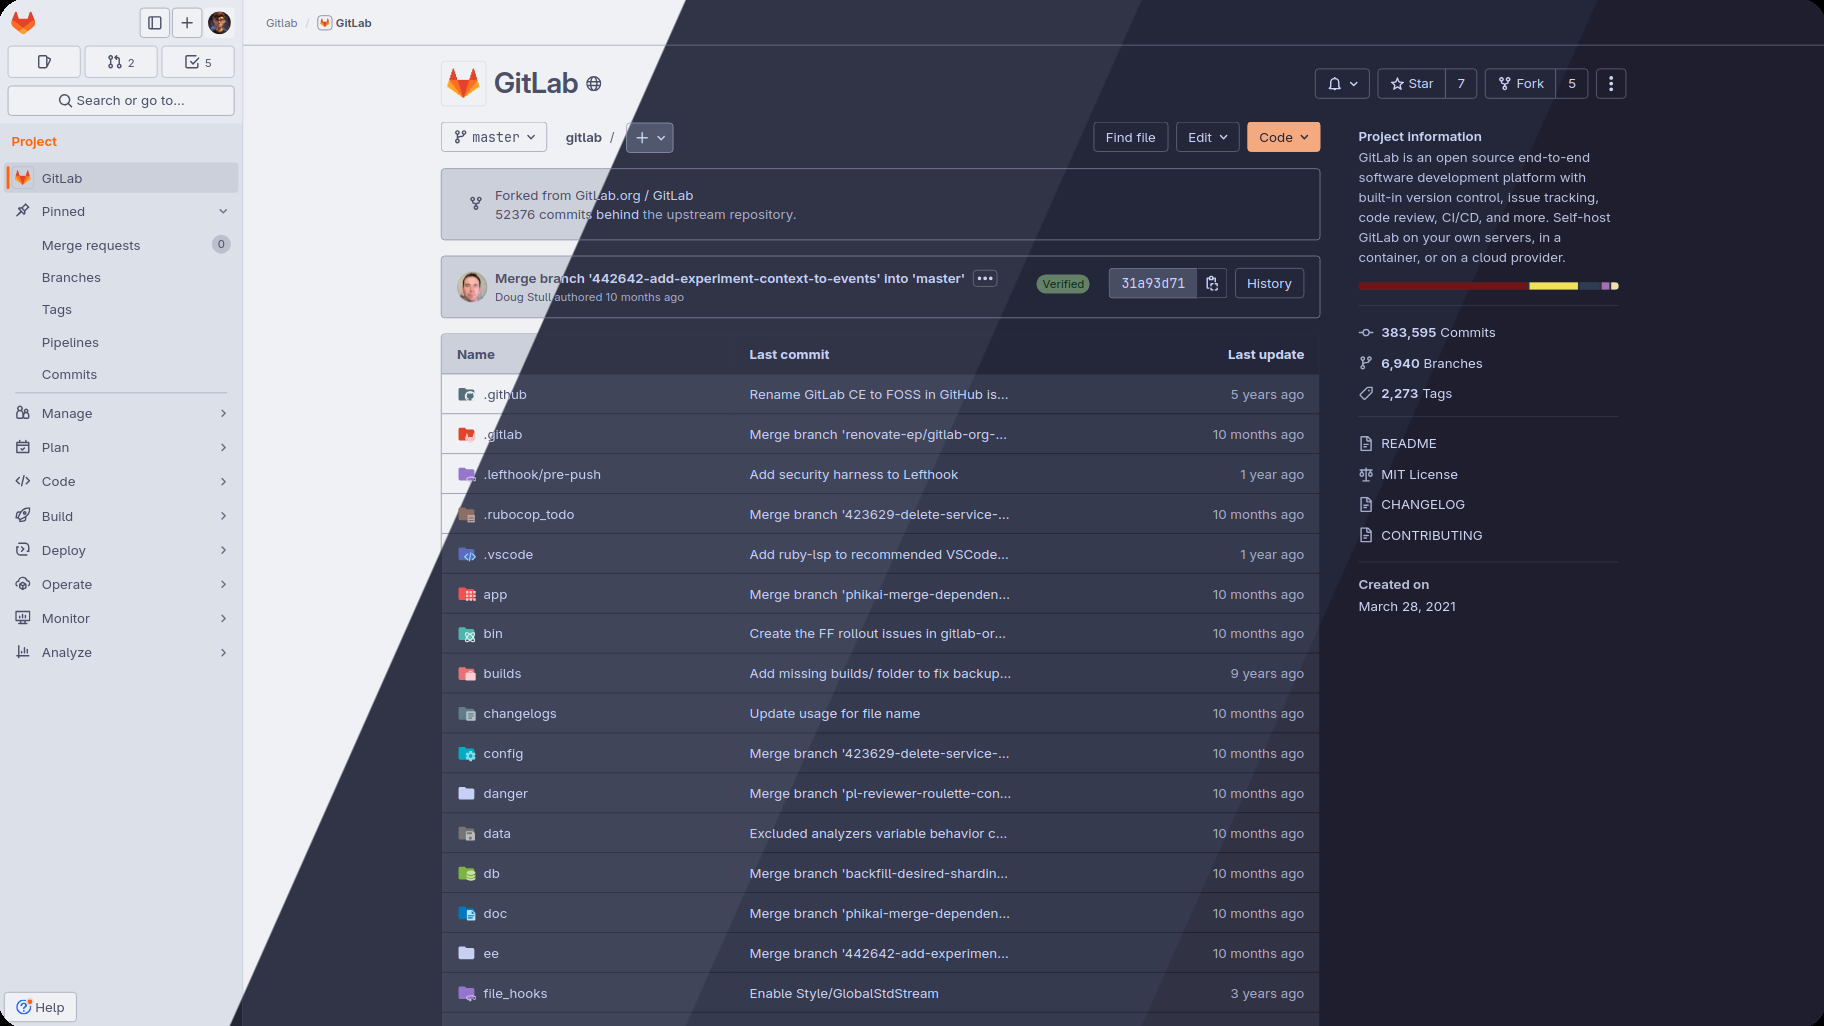 Gitlab / GitLab
2
5
Search or go to...
Project
GitLab
Pinned
Merge requests 0
Branches
Tags
Pipelines
Commits
Manage
Plan
Code
Build
Deploy
Operate
Monitor
Analyze
Help
GitLab
Star 7
Fork 5
master
gitlab /
Find file
Edit
Code
Forked from GitLab.org / GitLab
52376 commits behind the upstream repository.
Merge branch '442642-add-experiment-context-to-events' into 'master'
Doug Stull authored 10 months ago
Verified
31a93d71
History
Name Last commit Last update
.github Rename GitLab CE to FOSS in GitHub is... 5 years ago
.gitlab Merge branch 'renovate-ep/gitlab-org-... 10 months ago
.lefthook/pre-push Add security harness to Lefthook 1 year ago
.rubocop_todo Merge branch '423629-delete-service-... 10 months ago
.vscode Add ruby-lsp to recommended VSCode... 1 year ago
app Merge branch 'phikai-merge-dependen... 10 months ago
bin Create the FF rollout issues in gitlab-or... 10 months ago
builds Add missing builds/ folder to fix backup... 9 years ago
changelogs Update usage for file name 10 months ago
config Merge branch '423629-delete-service-... 10 months ago
danger Merge branch 'pl-reviewer-roulette-con... 10 months ago
data Excluded analyzers variable behavior c... 10 months ago
db Merge branch 'backfill-desired-shardin... 10 months ago
doc Merge branch 'phikai-merge-dependen... 10 months ago
ee Merge branch '442642-add-experimen... 10 months ago
file_hooks Enable Style/GlobalStdStream 3 years ago
Project information
GitLab is an open source end-to-end
software development platform with
built-in version control, issue tracking,
code review, CI/CD, and more. Self-host
GitLab on your own servers, in a
container, or on a cloud provider.
383,595 Commits
6,940 Branches
2,273 Tags
README
MIT License
CHANGELOG
CONTRIBUTING
Created on
March 28, 2021